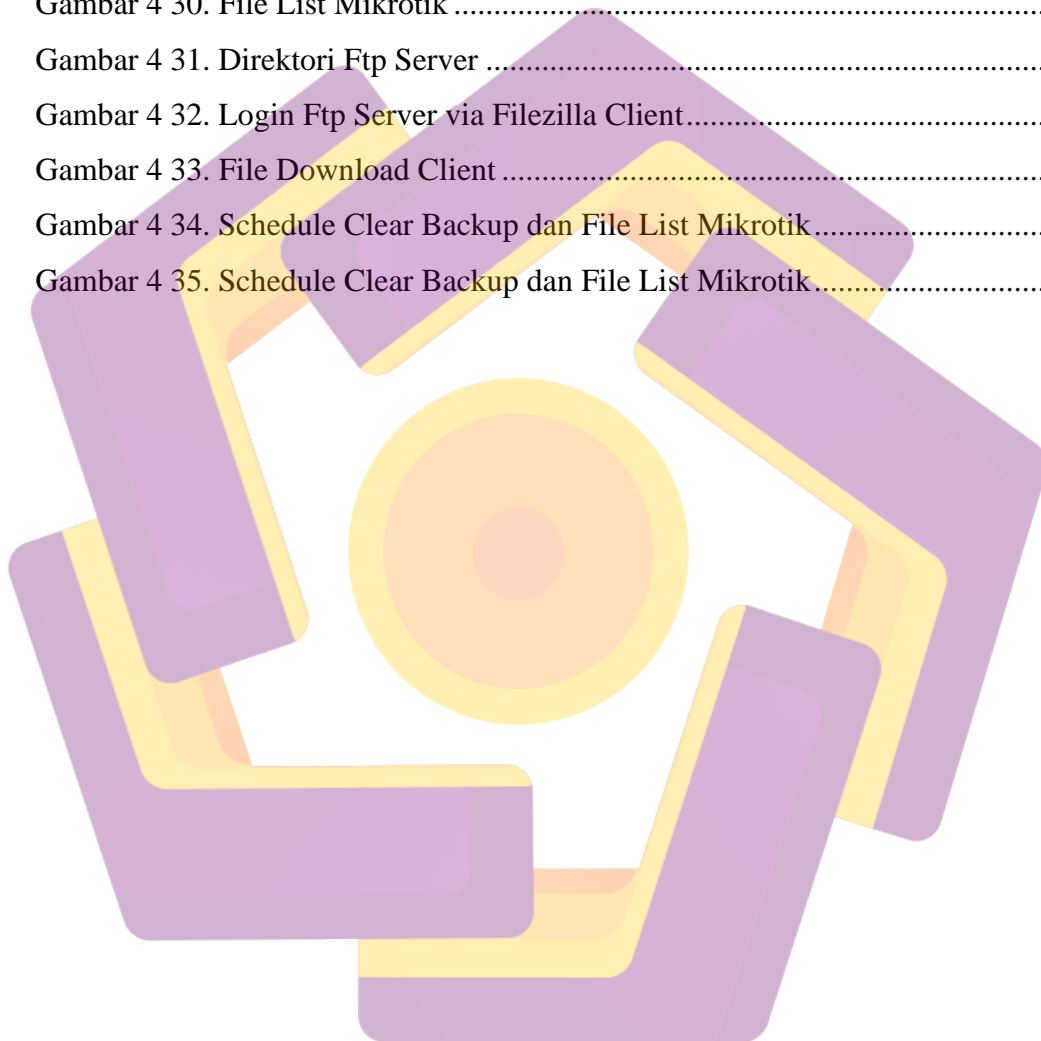 Gambar 4 30. File List Mikrotik ........................................................................
Gambar 4 31. Direktori Ftp Server .....................................................................
Gambar 4 32. Login Ftp Server via Filezilla Client.............................................
Gambar 4 33. File Download Client ...................................................................
Gambar 4 34. Schedule Clear Backup dan File List Mikrotik.............................
Gambar 4 35. Schedule Clear Backup dan File List Mikrotik.............................